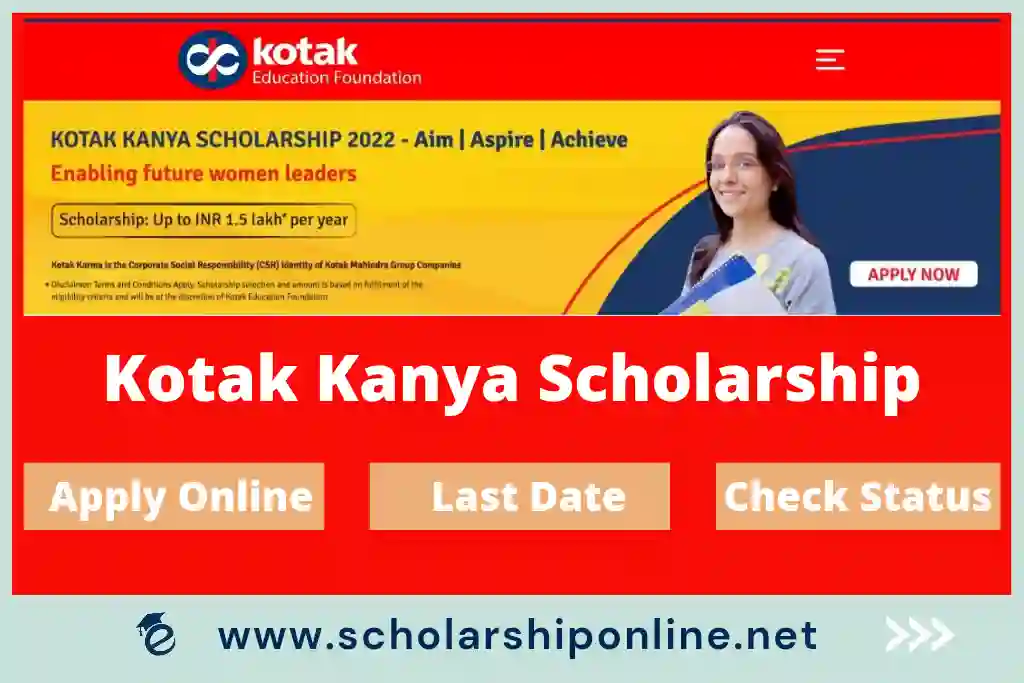 kotak
Education Foundation
KOTAK KANYA SCHOLARSHIP 2022 - Aim | Aspire | Achieve
Enabling future women leaders
Scholarship: Up to INR 1.5 lakh* per year
Kotak Karma is the Corporate Social Responsibility (CSR) identity of Kotak Mahindra Group Companies
* Disclaimer: Terms and Conditions Apply. Scholarship selection and amount is based on fulfilment of the
eligibility criteria and will be at the discretion of Kotak Education Foundation
APPLY NOW
Kotak Kanya Scholarship
Apply Online
Last Date
Check Status
www.scholarshiponline.net